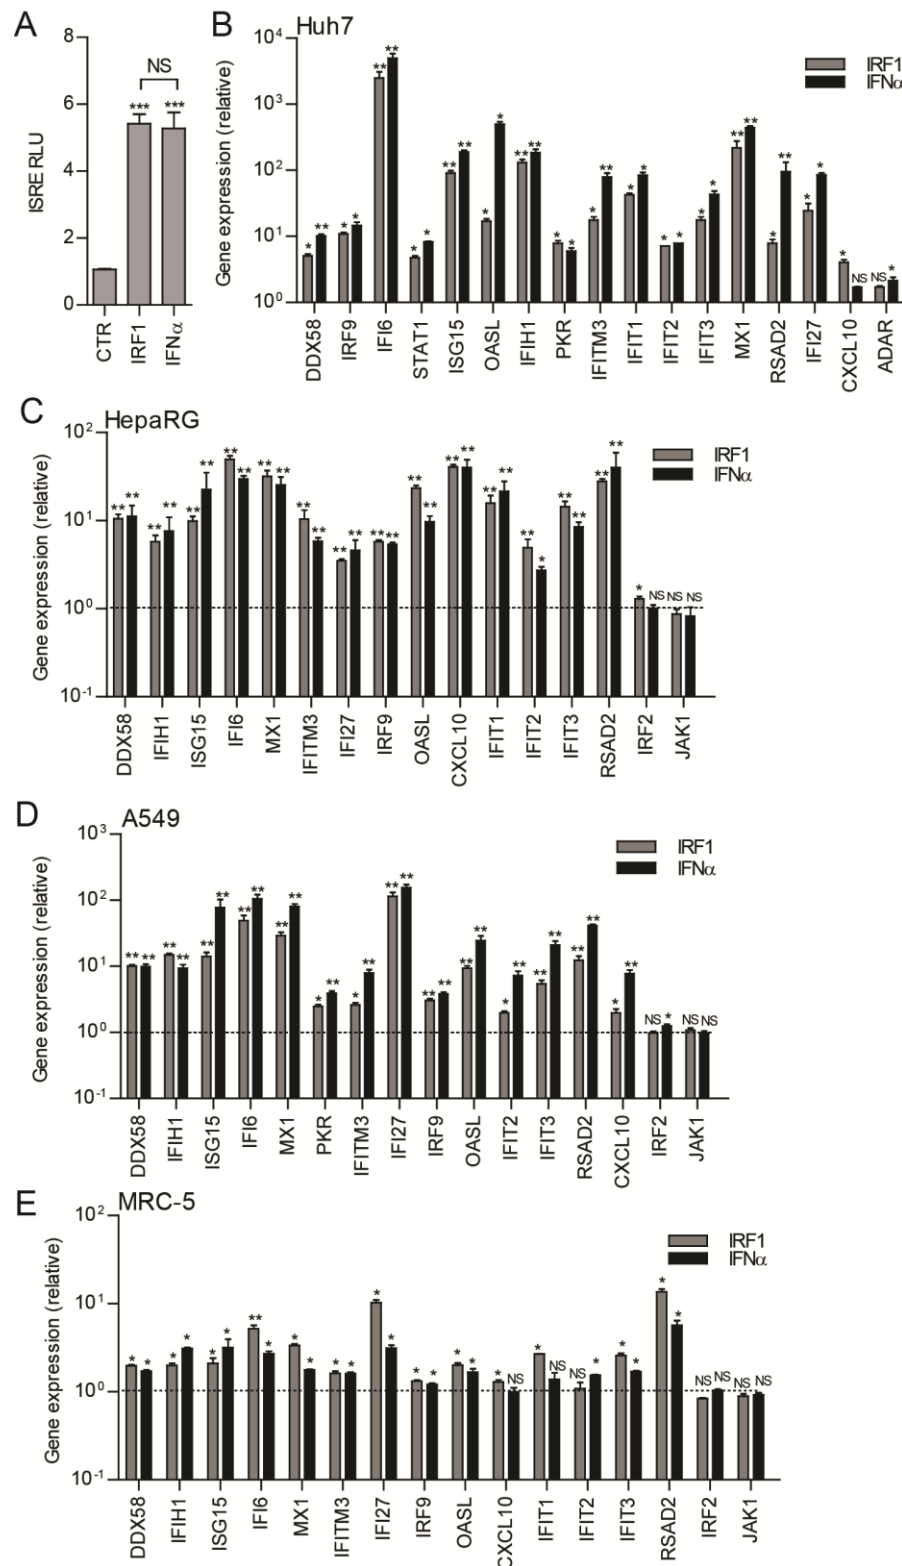 A
8
6
4
2
0
ISRE RLU
NS
*** ***
CTR
IRF1
IFNα
B
Huh7
IRF1
IFNα
Gene expression (relative)
10⁴
10³
10²
10¹
10⁰
** **
* **
* *
** **
* *
** **
* *
** **
* *
* **
* *
* *
* *
** **
* **
* *
* NS
NS *
DDX58
IRF9
IFI6
STAT1
ISG15
OASL
IFIH1
PKR
IFITM3
IFIT1
IFIT2
IFIT3
MX1
RSAD2
IFI27
CXCL10
ADAR
C
HepaRG
IRF1
IFNα
Gene expression (relative)
10²
10¹
10⁰
10⁻¹
** **
** **
** **
** **
** **
** **
** **
** **
** **
** **
** **
** *
** **
** **
* NS
NS NS
DDX58
IFIH1
ISG15
IFI6
MX1
IFITM3
IFI27
IRF9
OASL
CXCL10
IFIT1
IFIT2
IFIT3
RSAD2
IRF2
JAK1
D
A549
IRF1
IFNα
Gene expression (relative)
10³
10²
10¹
10⁰
10⁻¹
** **
** **
** **
** **
** **
* **
* **
** **
** **
** **
* **
** **
** **
* **
NS *
NS NS
DDX58
IFIH1
ISG15
IFI6
MX1
PKR
IFITM3
IFI27
IRF9
OASL
IFIT2
IFIT3
RSAD2
CXCL10
IRF2
JAK1
E
MRC-5
IRF1
IFNα
Gene expression (relative)
10²
10¹
10⁰
10⁻¹
* *
* *
* *
** *
* *
* *
* *
* *
* *
* NS
* NS
NS *
* *
* *
NS NS
NS NS
DDX58
IFIH1
ISG15
IFI6
MX1
IFITM3
IFI27
IRF9
OASL
CXCL10
IFIT1
IFIT2
IFIT3
RSAD2
IRF2
JAK1